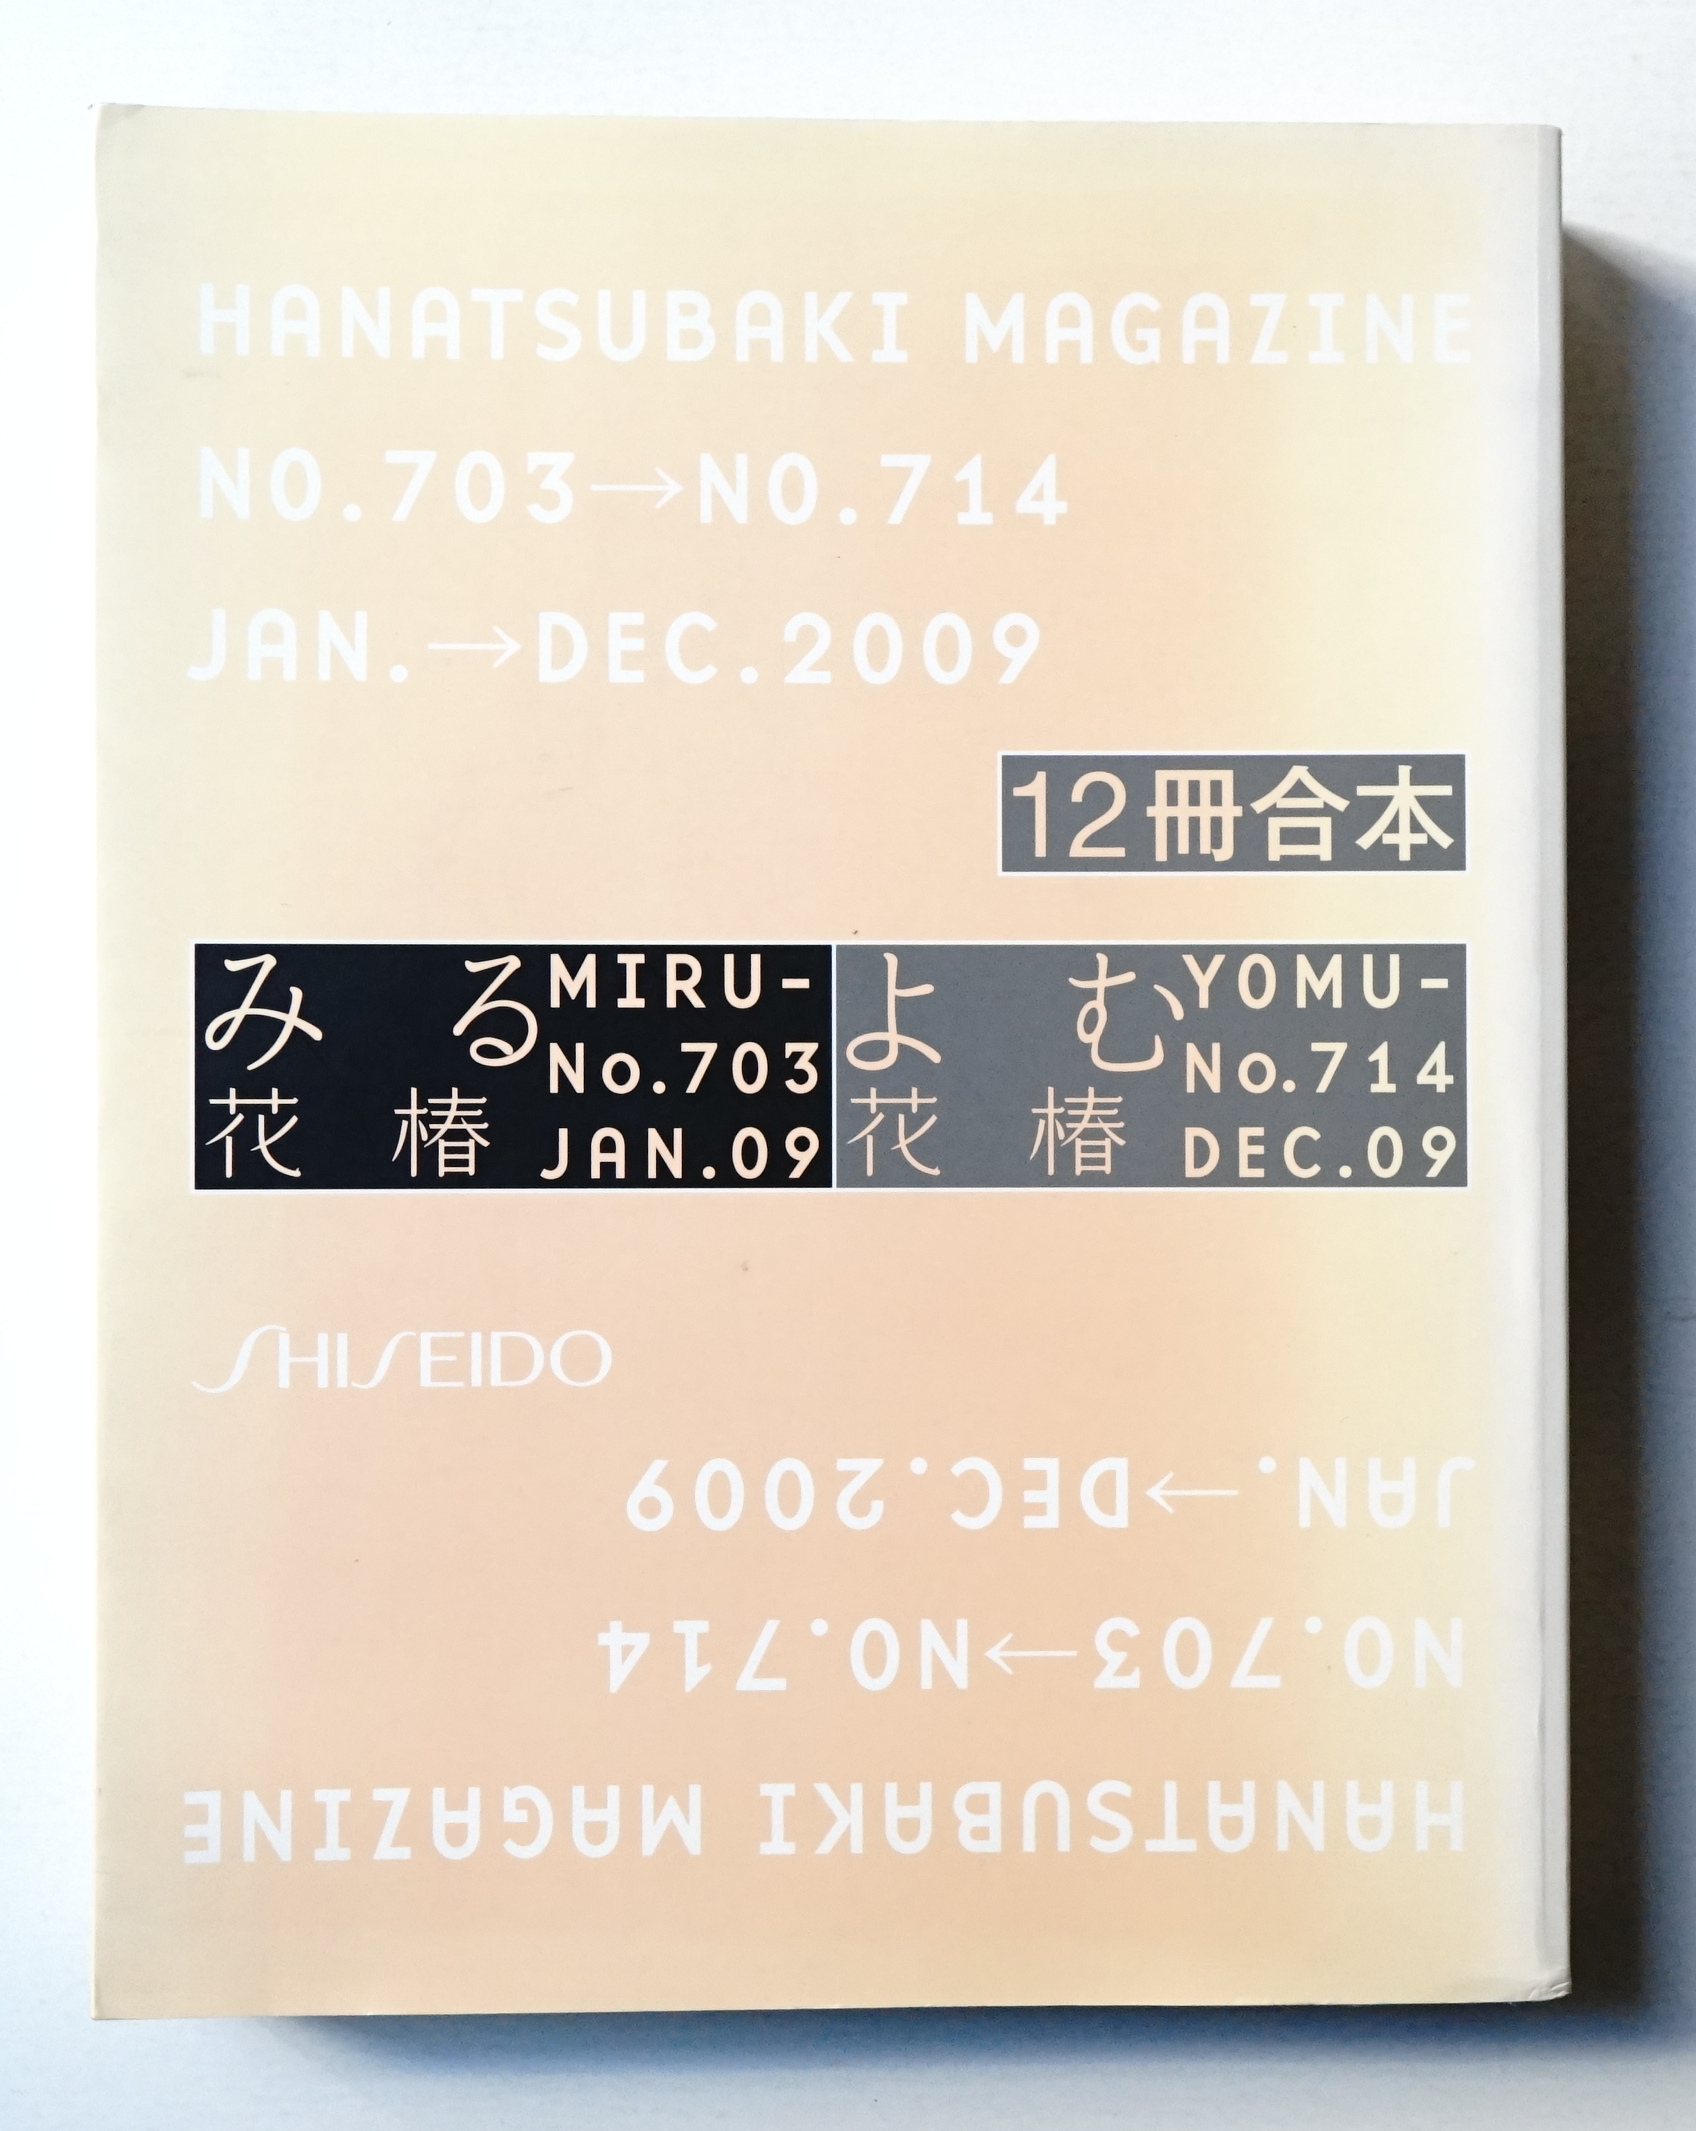 HANATSUBAKI MAGAZINE
NO.703→NO.714
JAN.→DEC.2009
12冊合本
みる
花椿
MIRU-
No.703
JAN.09
よむ
花椿
YOMU-
No.714
DEC.09
SHISEIDO
JAN.→DEC.2009
NO.703→NO.714
HANATSUBAKI MAGAZINE